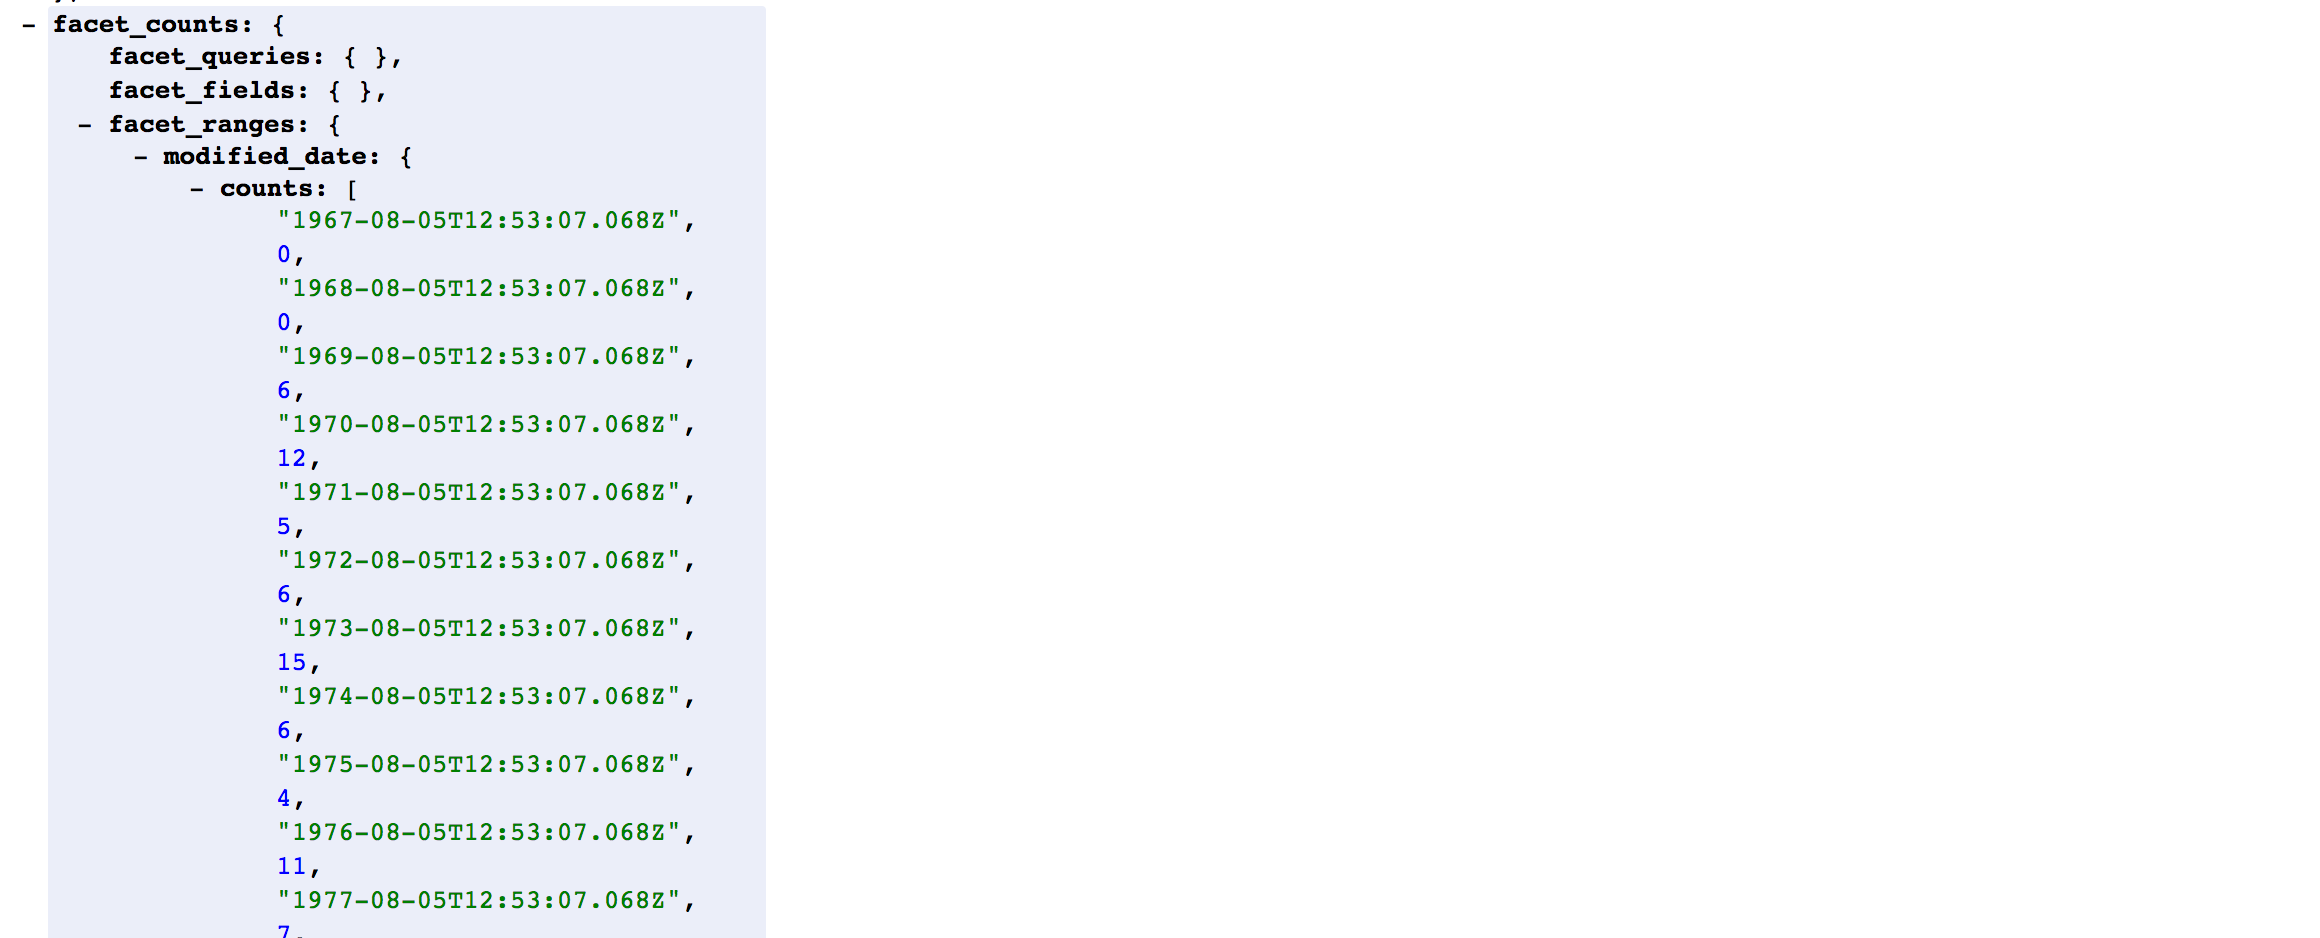 - facet_counts: {
facet_queries: { },
facet_fields: { },
- facet_ranges: {
- modified_date: {
- counts: [
"1967-08-05T12:53:07.068Z",
0,
"1968-08-05T12:53:07.068Z",
0,
"1969-08-05T12:53:07.068Z",
6,
"1970-08-05T12:53:07.068Z",
12,
"1971-08-05T12:53:07.068Z",
5,
"1972-08-05T12:53:07.068Z",
6,
"1973-08-05T12:53:07.068Z",
15,
"1974-08-05T12:53:07.068Z",
6,
"1975-08-05T12:53:07.068Z",
4,
"1976-08-05T12:53:07.068Z",
11,
"1977-08-05T12:53:07.068Z",
7,